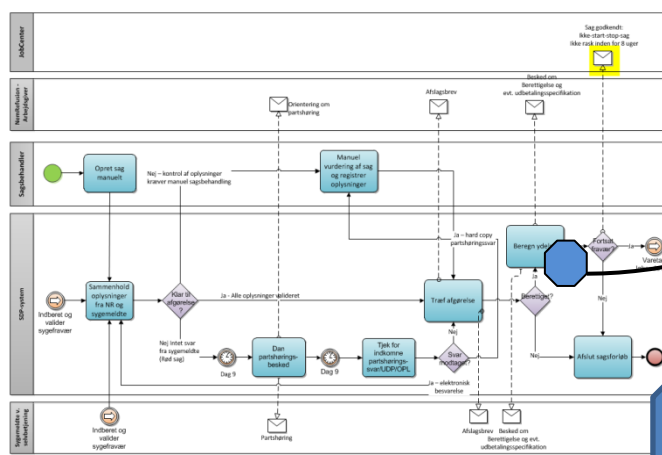 JobCenter
Sag godkendt:
Ikke-start-stop-sag
Ikke rask inden for 8 uger
NemRefusion -
Arbejdsgiver
Orientering om
partshøring
Afslagsbrev
Besked om
Berettigelse og
evt. udbetalingsspecifikation
Sagsbehandler
Opret sag
manuelt
Nej – kontrol af oplysninger
kræver manuel sagsbehandling
Manuel
vurdering af sag
og registrer
oplysninger
SDP-system
Indberet og
valider
sygefravær
Sammenhold
oplysninger
fra NR og
sygemeldte
Klar til
afgørelse
?
Ja - Alle oplysninger valideret
Nej Intet svar
fra sygemeldte
(Rød sag)
Dag 9
Dan
partshørings-
besked
Dag 9
Tjek for
indkomne
partshørings-
svar/UDP/OPL
Svar
modtaget?
Nej
Ja – hard copy
partshøringssvar
Ja – elektronisk
besvarelse
Træf afgørelse
Berettiget?
Ja
Nej
Beregn ydel
Fortsat
fravær?
Ja
Nej
Vareta
Afslut sagsforløb
Sygemeldte v.
selvbetjening
Indberet og
valider
sygefravær
Partshøring
Afslagsbrev
Besked om
Berettigelse og evt.
udbetalingsspecifikation